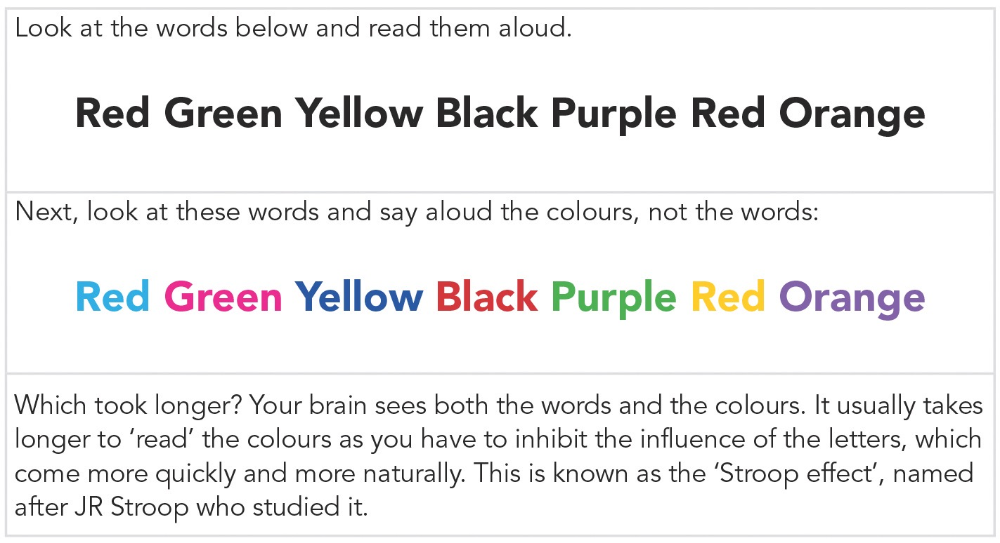 Look at the words below and read them aloud.
Red Green Yellow Black Purple Red Orange
Next, look at these words and say aloud the colours, not the words:
Red Green Yellow Black Purple Red Orange
Which took longer? Your brain sees both the words and the colours. It usually takes
longer to ‘read’ the colours as you have to inhibit the influence of the letters, which
come more quickly and more naturally. This is known as the ‘Stroop effect’, named
after JR Stroop who studied it.